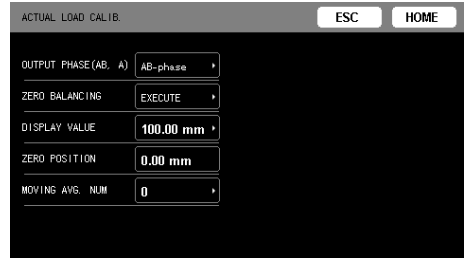 ACTUAL LOAD CALIB. ESC HOME
OUTPUT PHASE(AB, A) AB-phase
ZERO BALANCING EXECUTE
DISPLAY VALUE 100.00 mm
ZERO POSITION 0.00 mm
MOVING AVG. NUM 0